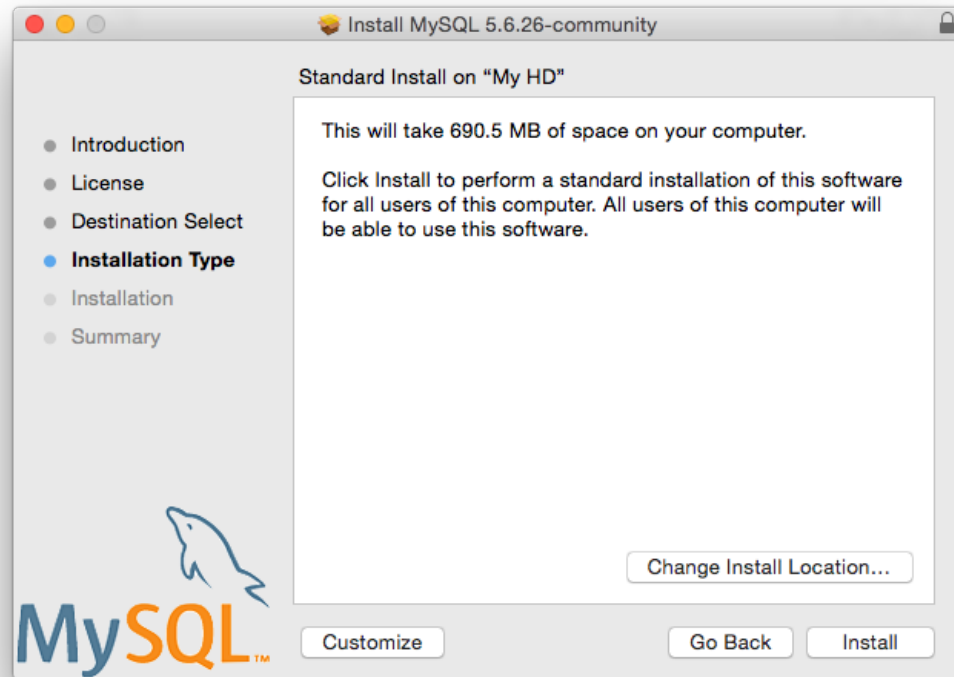 Install MySQL 5.6.26-community
Standard Install on “My HD”
Introduction
License
Destination Select
Installation Type
Installation
Summary
This will take 690.5 MB of space on your computer.
Click Install to perform a standard installation of this software
for all users of this computer. All users of this computer will
be able to use this software.
Change Install Location...
MySQL™
Customize
Go Back
Install